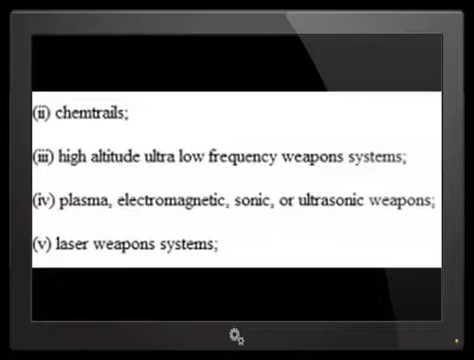 (ii) chemtrails;
(iii) high altitude ultra low frequency weapons systems;
(iv) plasma, electromagnetic, sonic, or ultrasonic weapons;
(v) laser weapons systems;